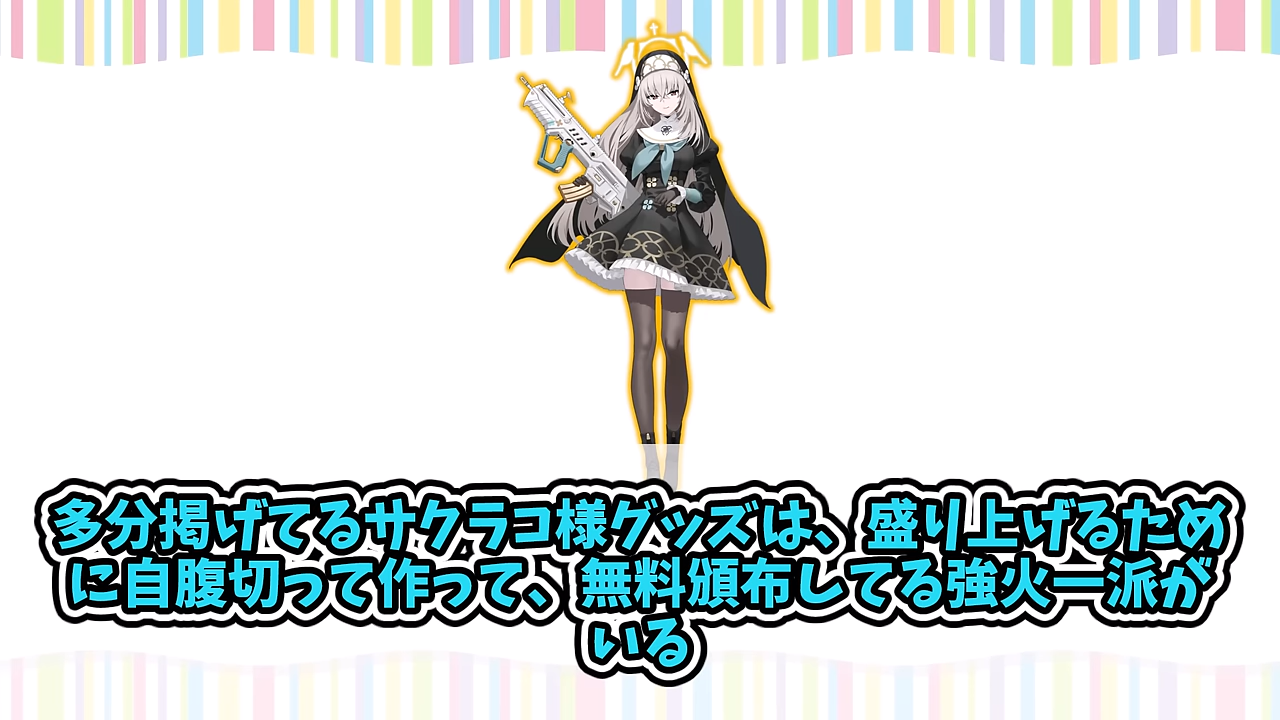 多分掲げてるサクラコ様グッズは、盛り上げるため
に自腹切って作って、無料頒布してる強火一派が
いる